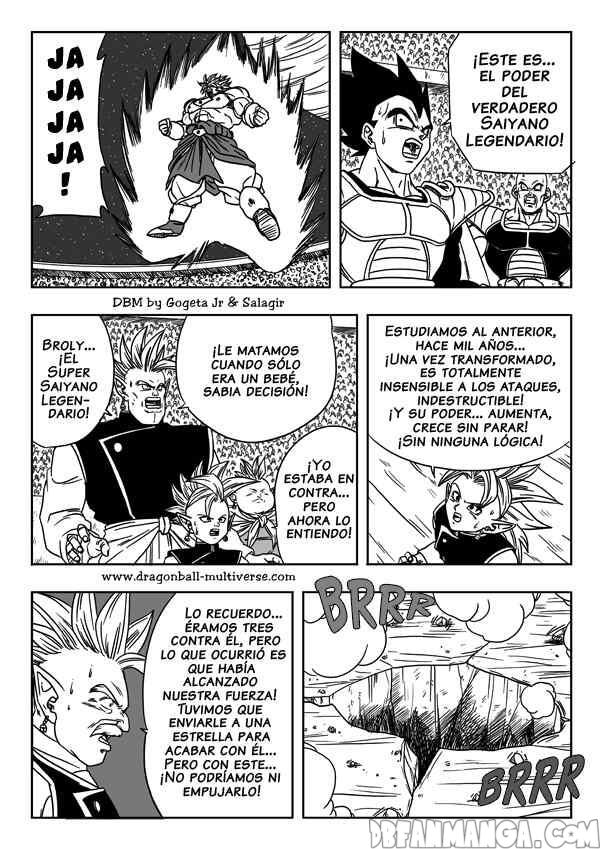 JA
JA
JA
JA
!
¡Este es...
el poder
del
verdadero
Saiyano
Legendario!
DBM by Gogeta Jr & Salagir
Broly...
¡El
Super
Saiyano
Legen-
dario!
¡Le matamos
cuando sólo
era un bebé,
sabia decisión!
¡Yo
estaba en
contra...
pero
ahora lo
entiendo!
Estudiamos al anterior,
hace mil años...
¡Una vez transformado,
es totalmente
insensible a los ataques,
indestructible!
¡Y su poder... aumenta,
crece sin parar!
¡Sin ninguna lógica!
www.dragonball-multiverse.com
Lo recuerdo...
éramos tres
contra él, pero
lo que ocurrió es
que había
alcanzado
nuestra fuerza!
Tuvimos que
enviarle a una
estrella para
acabar con él...
Pero con este...
¡No podríamos ni
empujarlo!
BRRR
BRRR
DBFANMANGA.COM